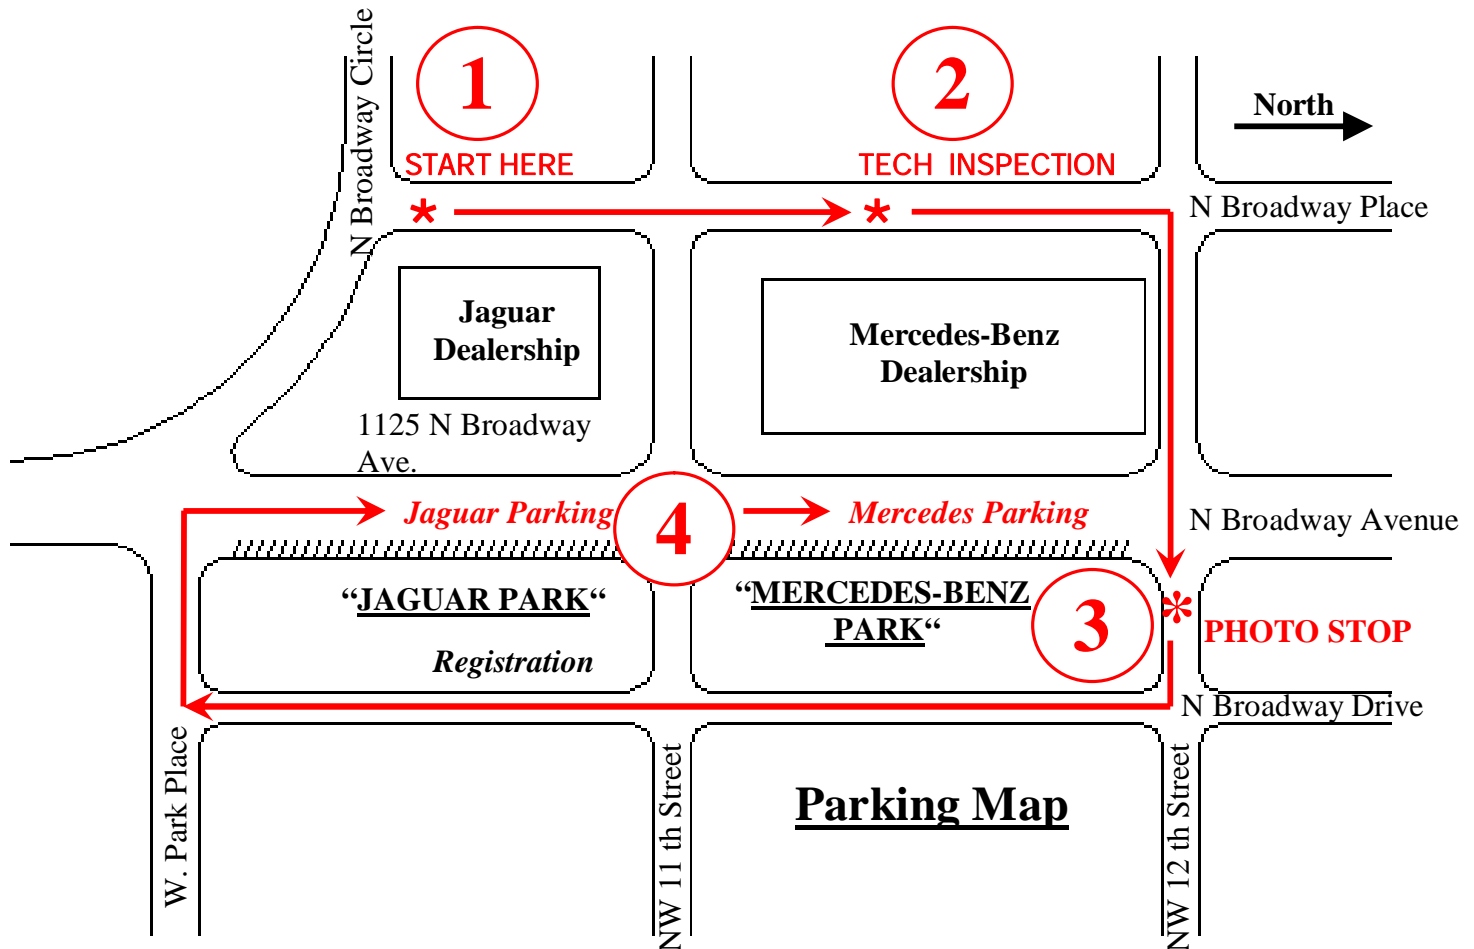 N Broadway Circle
1
2
North
START HERE
TECH INSPECTION
* *
N Broadway Place
Jaguar
Dealership
Mercedes-Benz
Dealership
1125 N Broadway
Ave.
Jaguar Parking
4
Mercedes Parking
N Broadway Avenue
“JAGUAR PARK“
Registration
“MERCEDES-BENZ
PARK“
3
*
PHOTO STOP
N Broadway Drive
W. Park Place
NW 11 th Street
Parking Map
NW 12 th Street